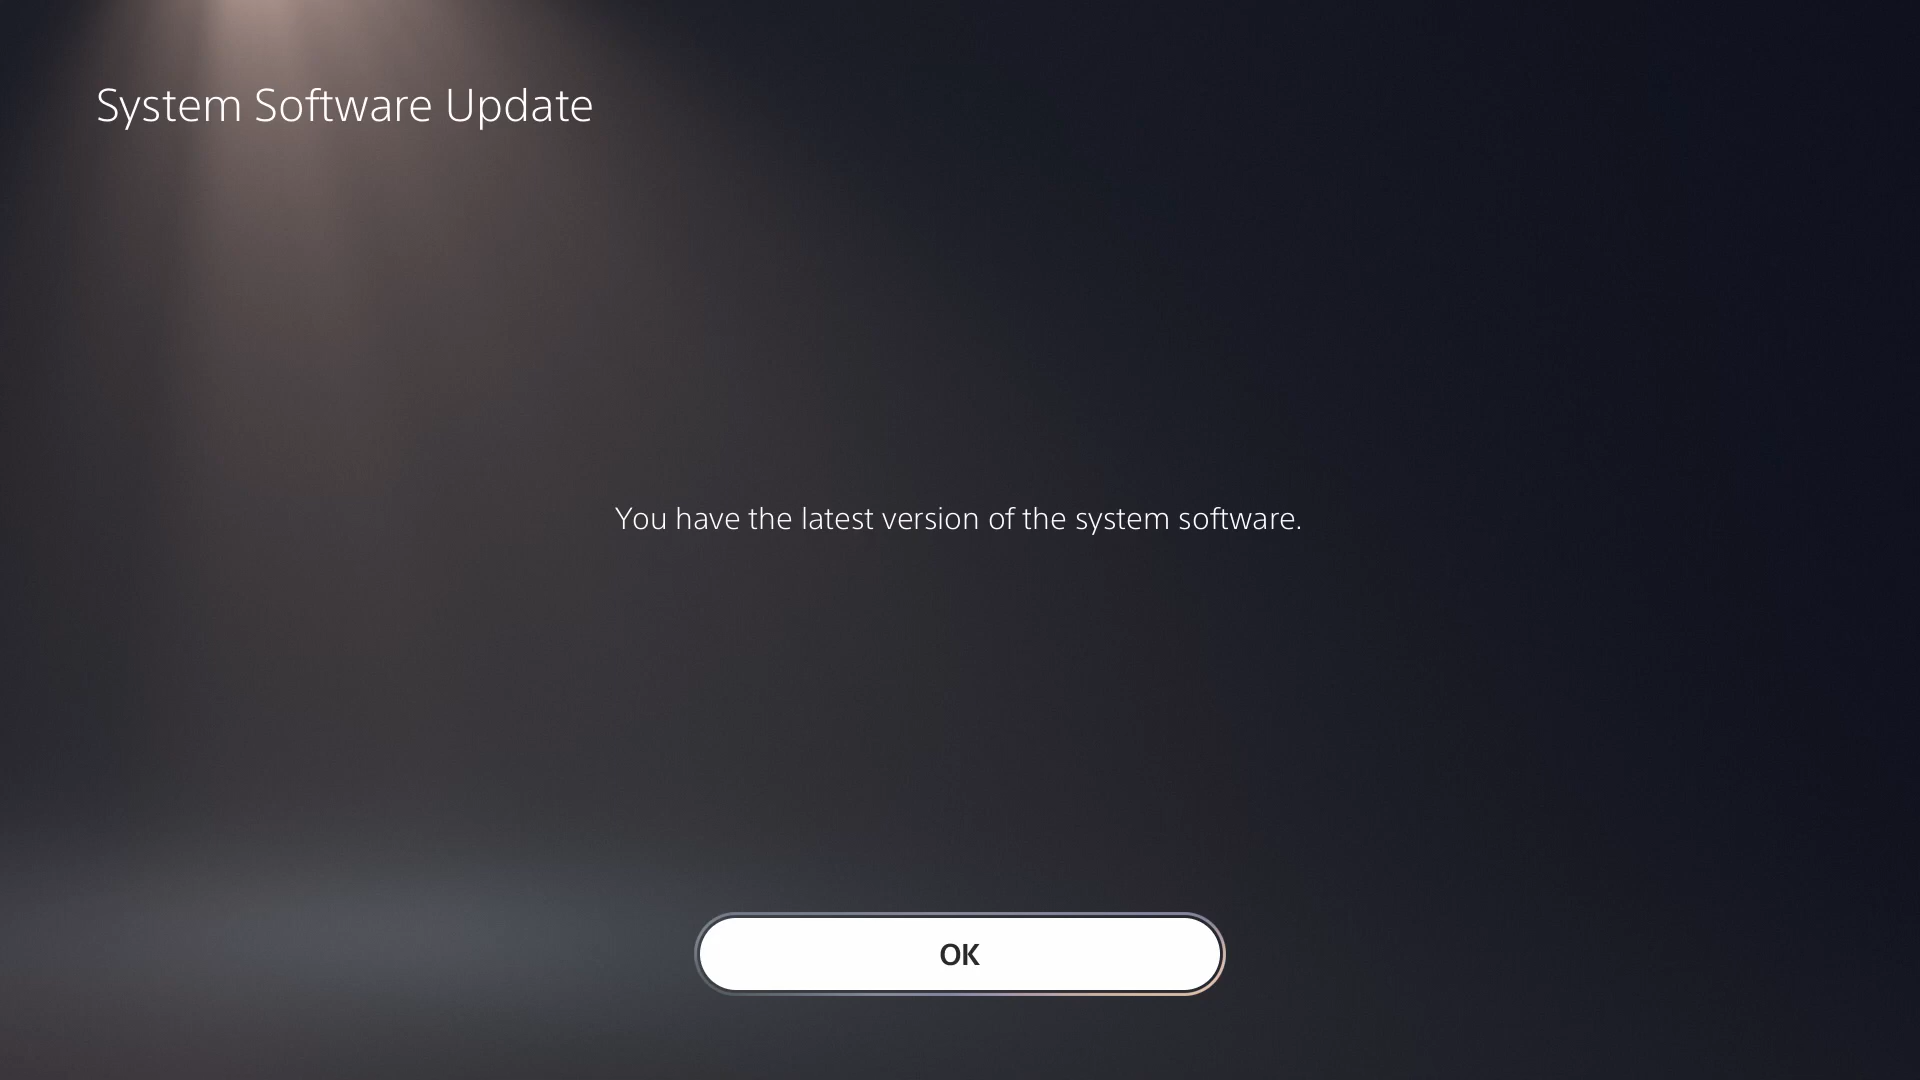 System Software Update
You have the latest version of the system software.
OK